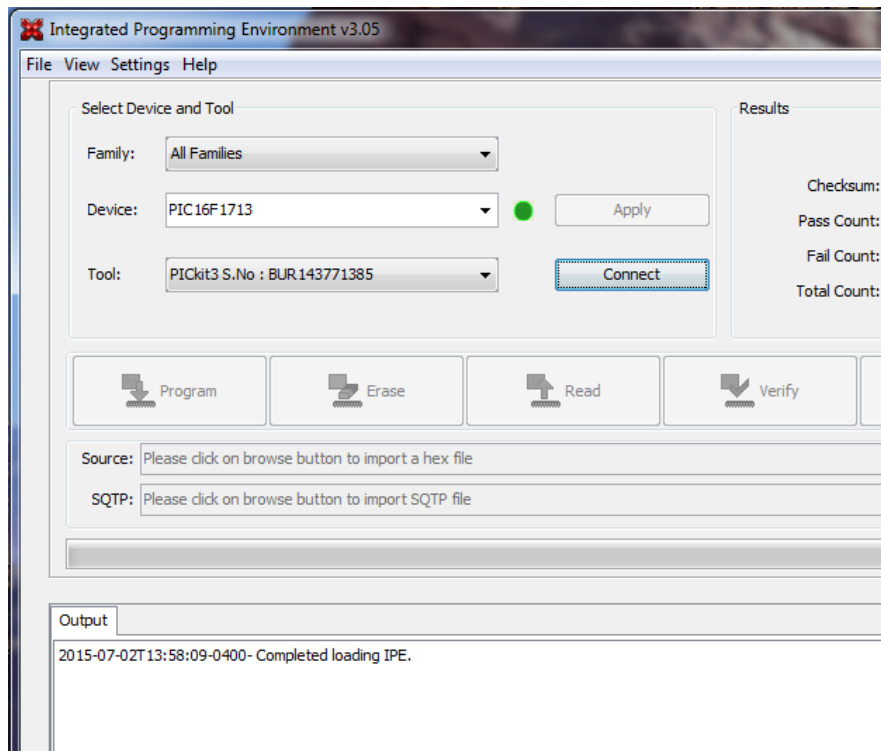 Integrated Programming Environment v3.05
File View Settings Help
Select Device and Tool
Results
Family: All Families
Checksum:
Device: PIC16F1713 Apply
Pass Count:
Fail Count:
Tool: PICkit3 S.No : BUR143771385 Connect
Total Count:
Program Erase Read Verify
Source: Please click on browse button to import a hex file
SQTP: Please click on browse button to import SQTP file
Output
2015-07-02T13:58:09-0400- Completed loading IPE.